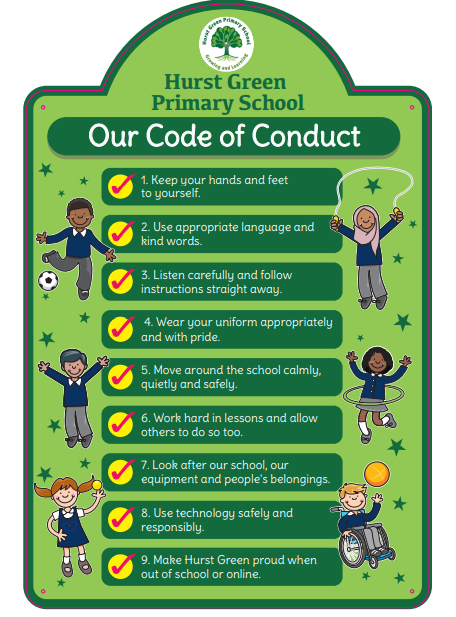 Hurst Green Primary School
Growing and Learning
Hurst Green
Primary School
Our Code of Conduct
1. Keep your hands and feet
to yourself.
2. Use appropriate language and
kind words.
3. Listen carefully and follow
instructions straight away.
4. Wear your uniform appropriately
and with pride.
5. Move around the school calmly,
quietly and safely.
6. Work hard in lessons and allow
others to do so too.
7. Look after our school, our
equipment and people's belongings.
8. Use technology safely and
responsibly.
9. Make Hurst Green proud when
out of school or online.